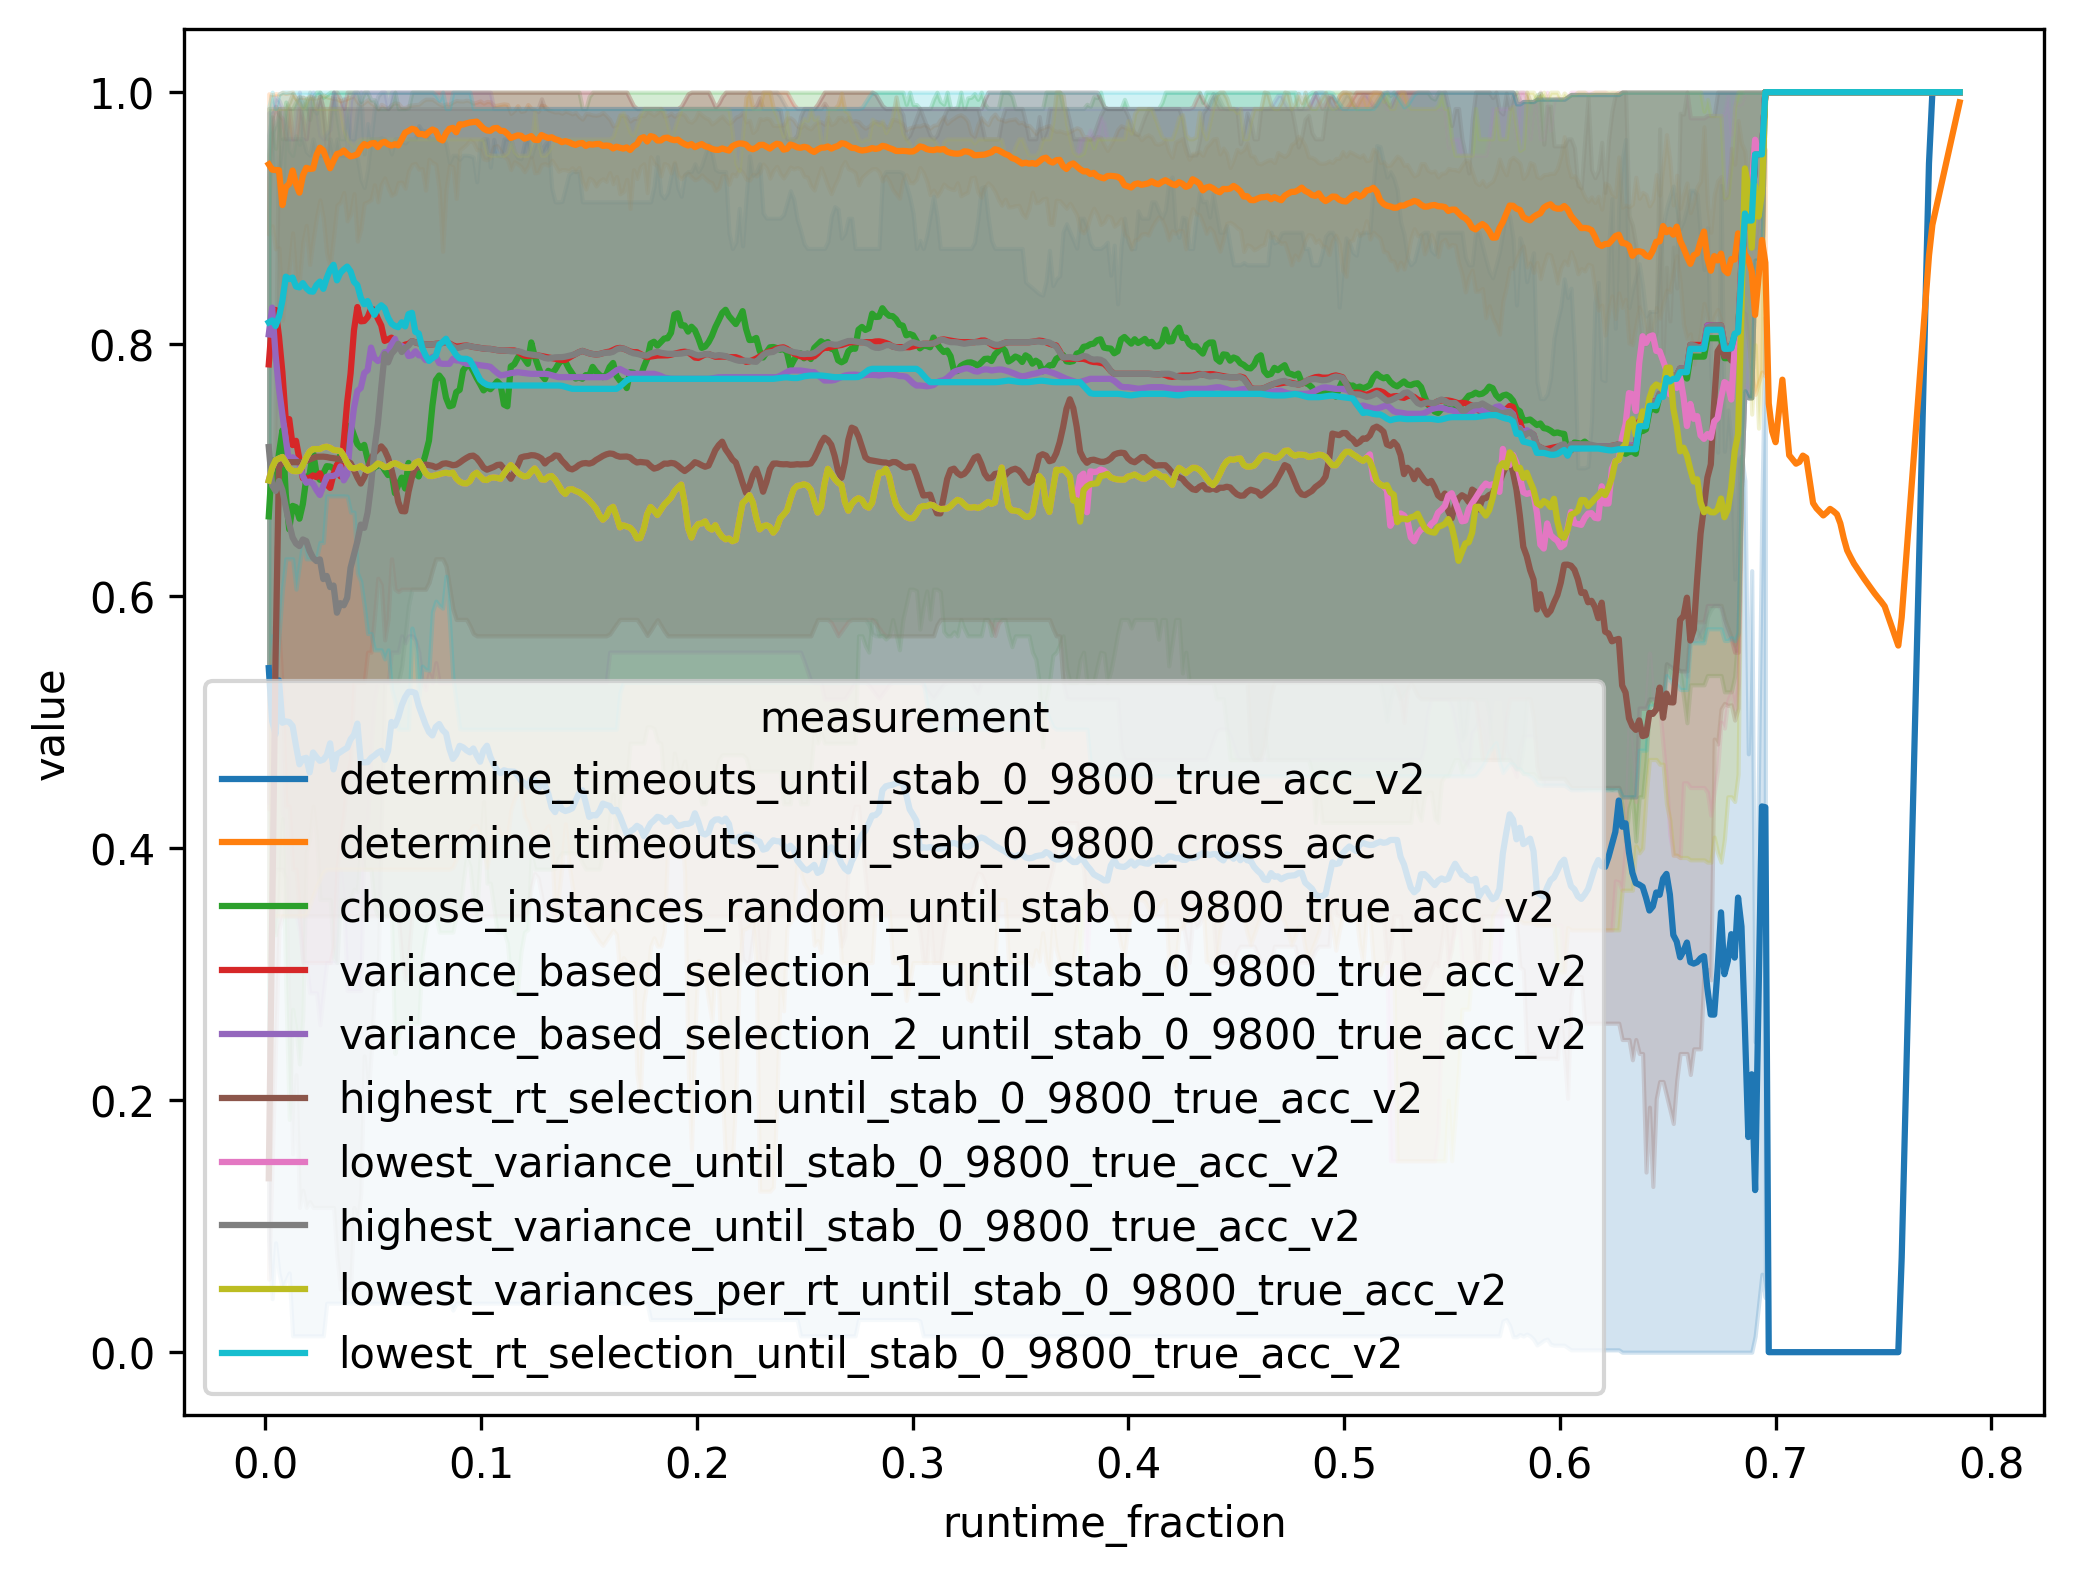 1.0
0.8
0.6
0.4
0.2
0.0
value
measurement
determine_timeouts_until_stab_0_9800_true_acc_v2
determine_timeouts_until_stab_0_9800_cross_acc
choose_instances_random_until_stab_0_9800_true_acc_v2
variance_based_selection_1_until_stab_0_9800_true_acc_v2
variance_based_selection_2_until_stab_0_9800_true_acc_v2
highest_rt_selection_until_stab_0_9800_true_acc_v2
lowest_variance_until_stab_0_9800_true_acc_v2
highest_variance_until_stab_0_9800_true_acc_v2
lowest_variances_per_rt_until_stab_0_9800_true_acc_v2
lowest_rt_selection_until_stab_0_9800_true_acc_v2
0.0 0.1 0.2 0.3 0.4 0.5 0.6 0.7 0.8
runtime_fraction